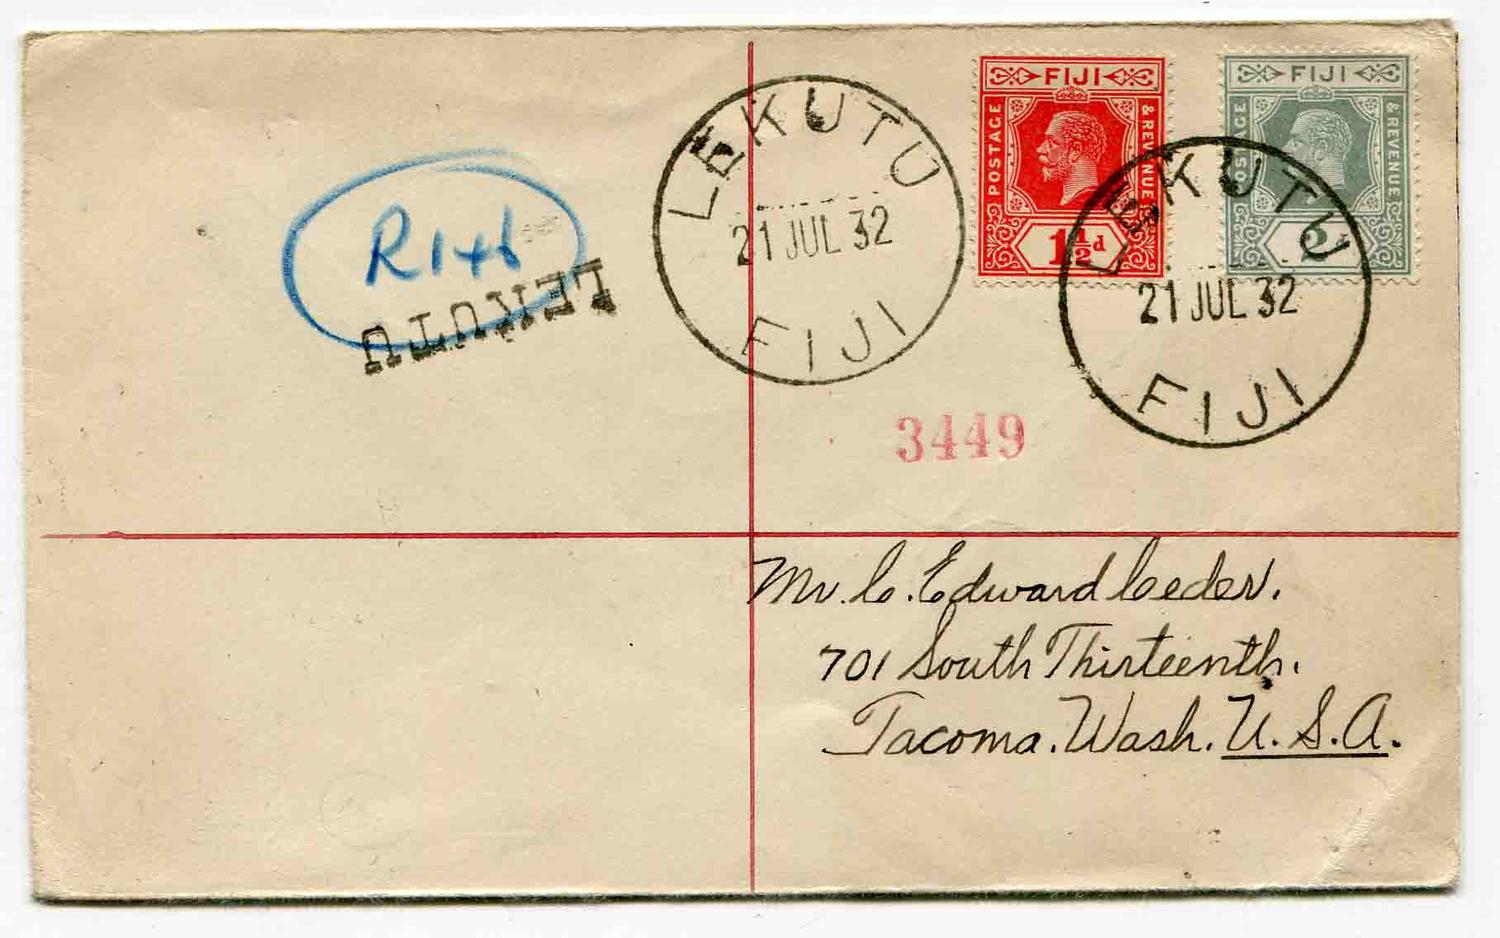 FIJI
POSTAGE & REVENUE
1½d
FIJI
POSTAGE & REVENUE
LEKUTU
21 JUL 32
FIJI
LEKUTU
21 JUL 32
FIJI
LEKUTU
3449
Mr. C. Edward Ceder.
701 South Thirteenth.
Tacoma. Wash. U. S. A.